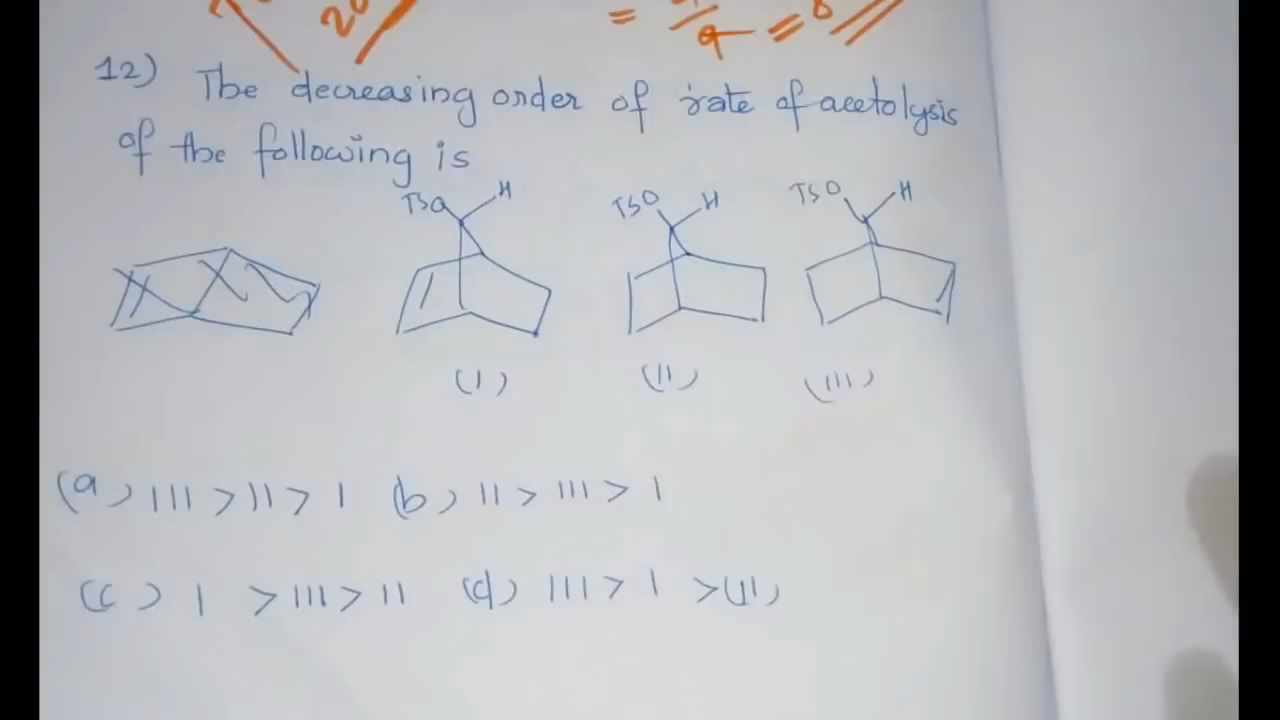 12) The decreasing order of rate of acetolysis
of the following is
TSO H TSO H TSO H
(I) (II) (III)
(a) III > II > I (b) II > III > I
(c) I > III > II (d) III > I > II